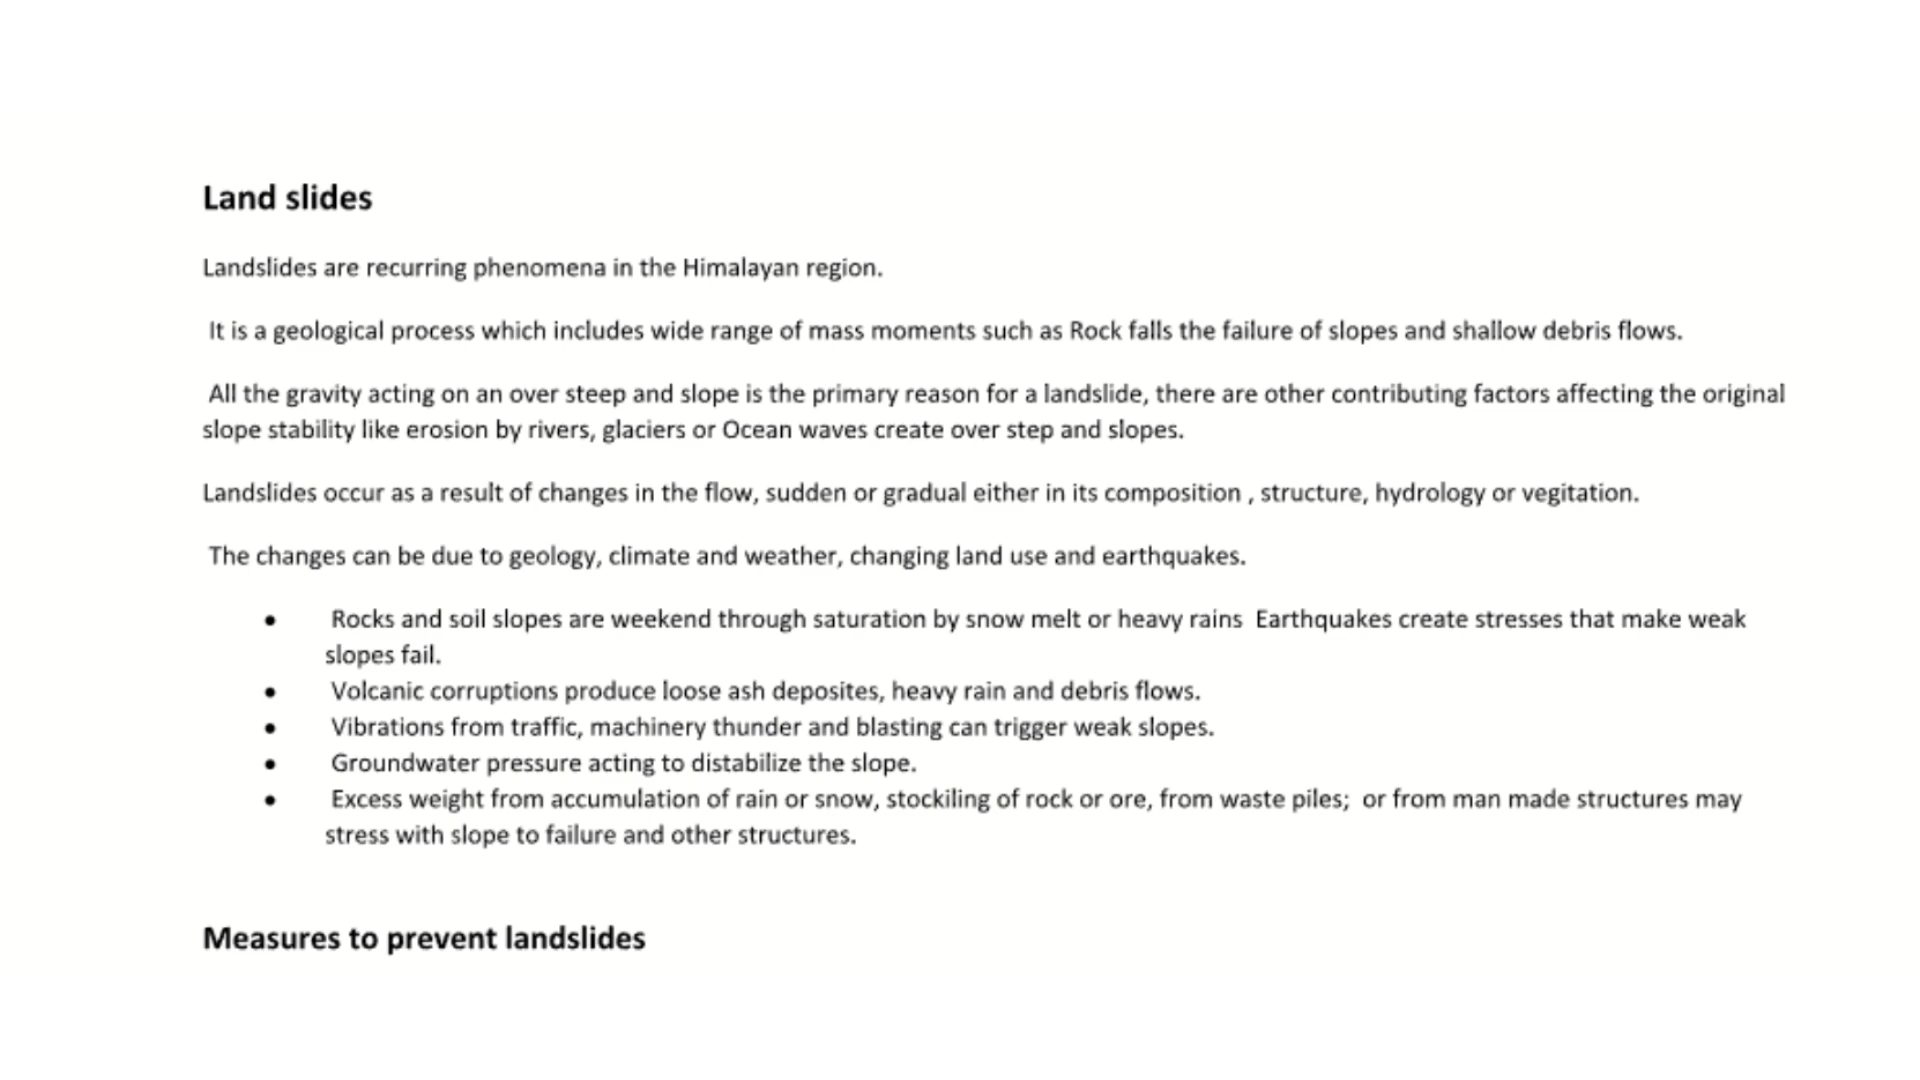 Land slides
Landslides are recurring phenomena in the Himalayan region.
It is a geological process which includes wide range of mass moments such as Rock falls the failure of slopes and shallow debris flows.
All the gravity acting on an over steep and slope is the primary reason for a landslide, there are other contributing factors affecting the original
slope stability like erosion by rivers, glaciers or Ocean waves create over step and slopes.
Landslides occur as a result of changes in the flow, sudden or gradual either in its composition , structure, hydrology or vegitation.
The changes can be due to geology, climate and weather, changing land use and earthquakes.
• Rocks and soil slopes are weekend through saturation by snow melt or heavy rains  Earthquakes create stresses that make weak
slopes fail.
• Volcanic corruptions produce loose ash deposites, heavy rain and debris flows.
• Vibrations from traffic, machinery thunder and blasting can trigger weak slopes.
• Groundwater pressure acting to distabilize the slope.
• Excess weight from accumulation of rain or snow, stockiling of rock or ore, from waste piles;  or from man made structures may
stress with slope to failure and other structures.
Measures to prevent landslides